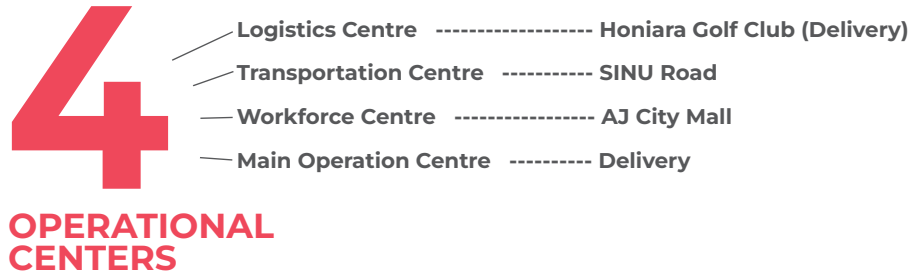 4
Logistics Centre ------------------- Honiara Golf Club (Delivery)
Transportation Centre ----------- SINU Road
Workforce Centre ----------------- AJ City Mall
Main Operation Centre ---------- Delivery
OPERATIONAL
CENTERS